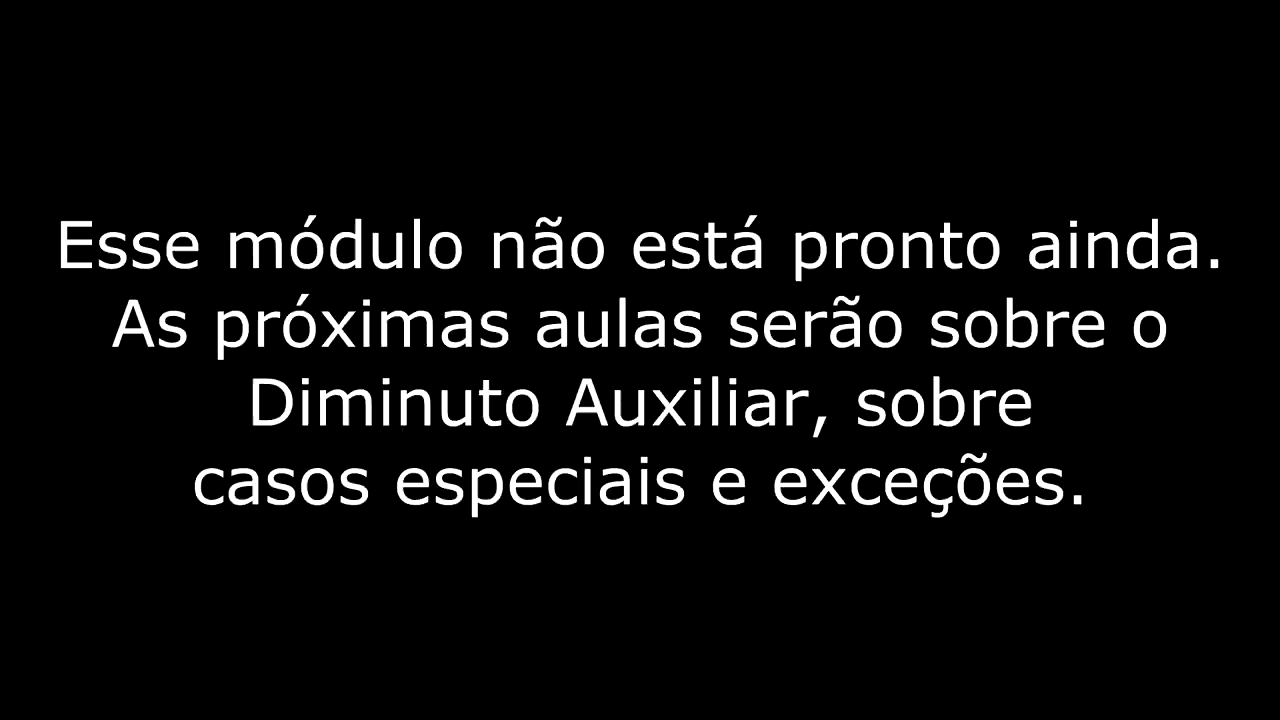 Esse módulo não está pronto ainda.
As próximas aulas serão sobre o
Diminuto Auxiliar, sobre
casos especiais e exceções.